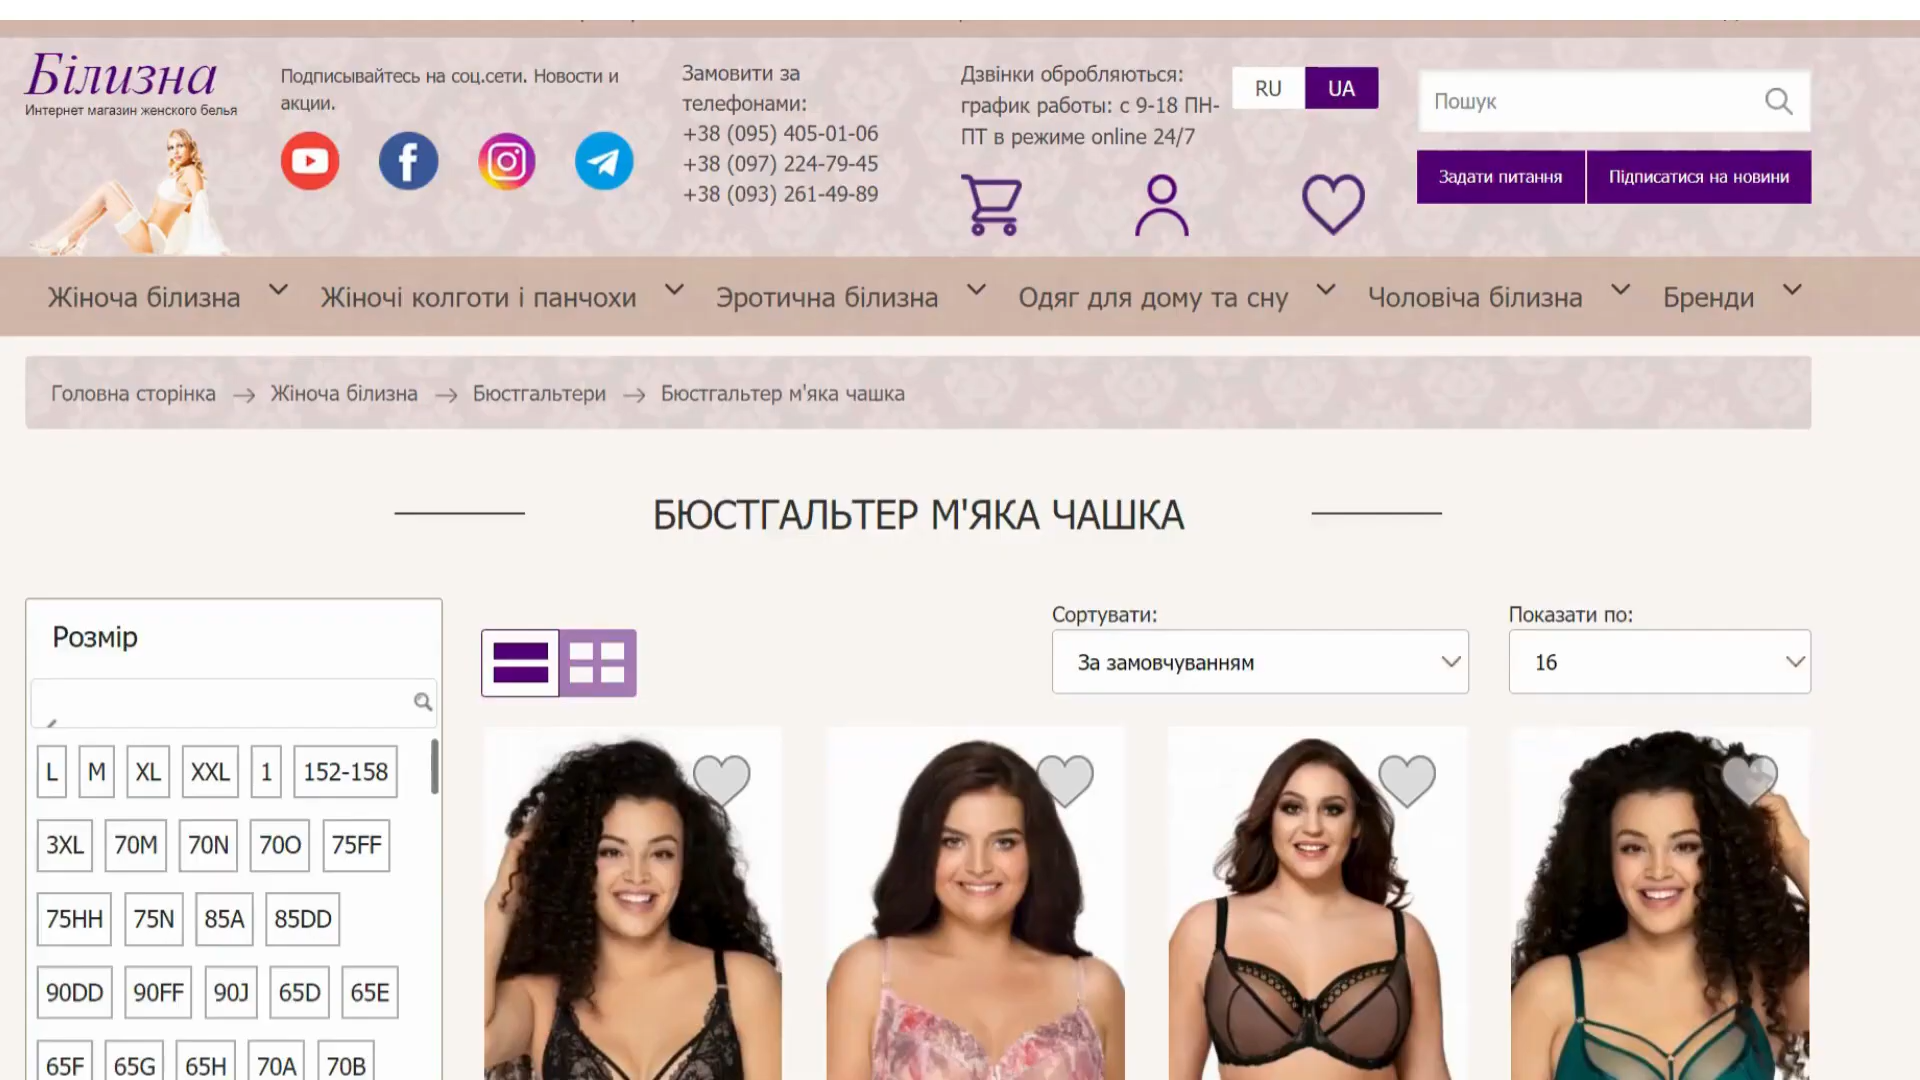 Білизна
Интернет магазин женского белья
Подписывайтесь на соц.сети. Новости и
акции.
Замовити за
телефонами:
+38 (095) 405-01-06
+38 (097) 224-79-45
+38 (093) 261-49-89
Дзвінки обробляються:
график работы: с 9-18 ПН-
ПТ в режиме online 24/7
RU
UA
Пошук
Задати питання
Підписатися на новини
Жіноча білизна
Жіночі колготи і панчохи
Эротична білизна
Одяг для дому та сну
Чоловіча білизна
Бренди
Головна сторінка
Жіноча білизна
Бюстгальтери
Бюстгальтер м'яка чашка
БЮСТГАЛЬТЕР М'ЯКА ЧАШКА
Розмір
Сортувати:
За замовчуванням
Показати по:
16
L M XL XXL 1 152-158
3XL 70M 70N 70O 75FF
75HH 75N 85A 85DD
90DD 90FF 90J 65D 65E
65F 65G 65H 70A 70B